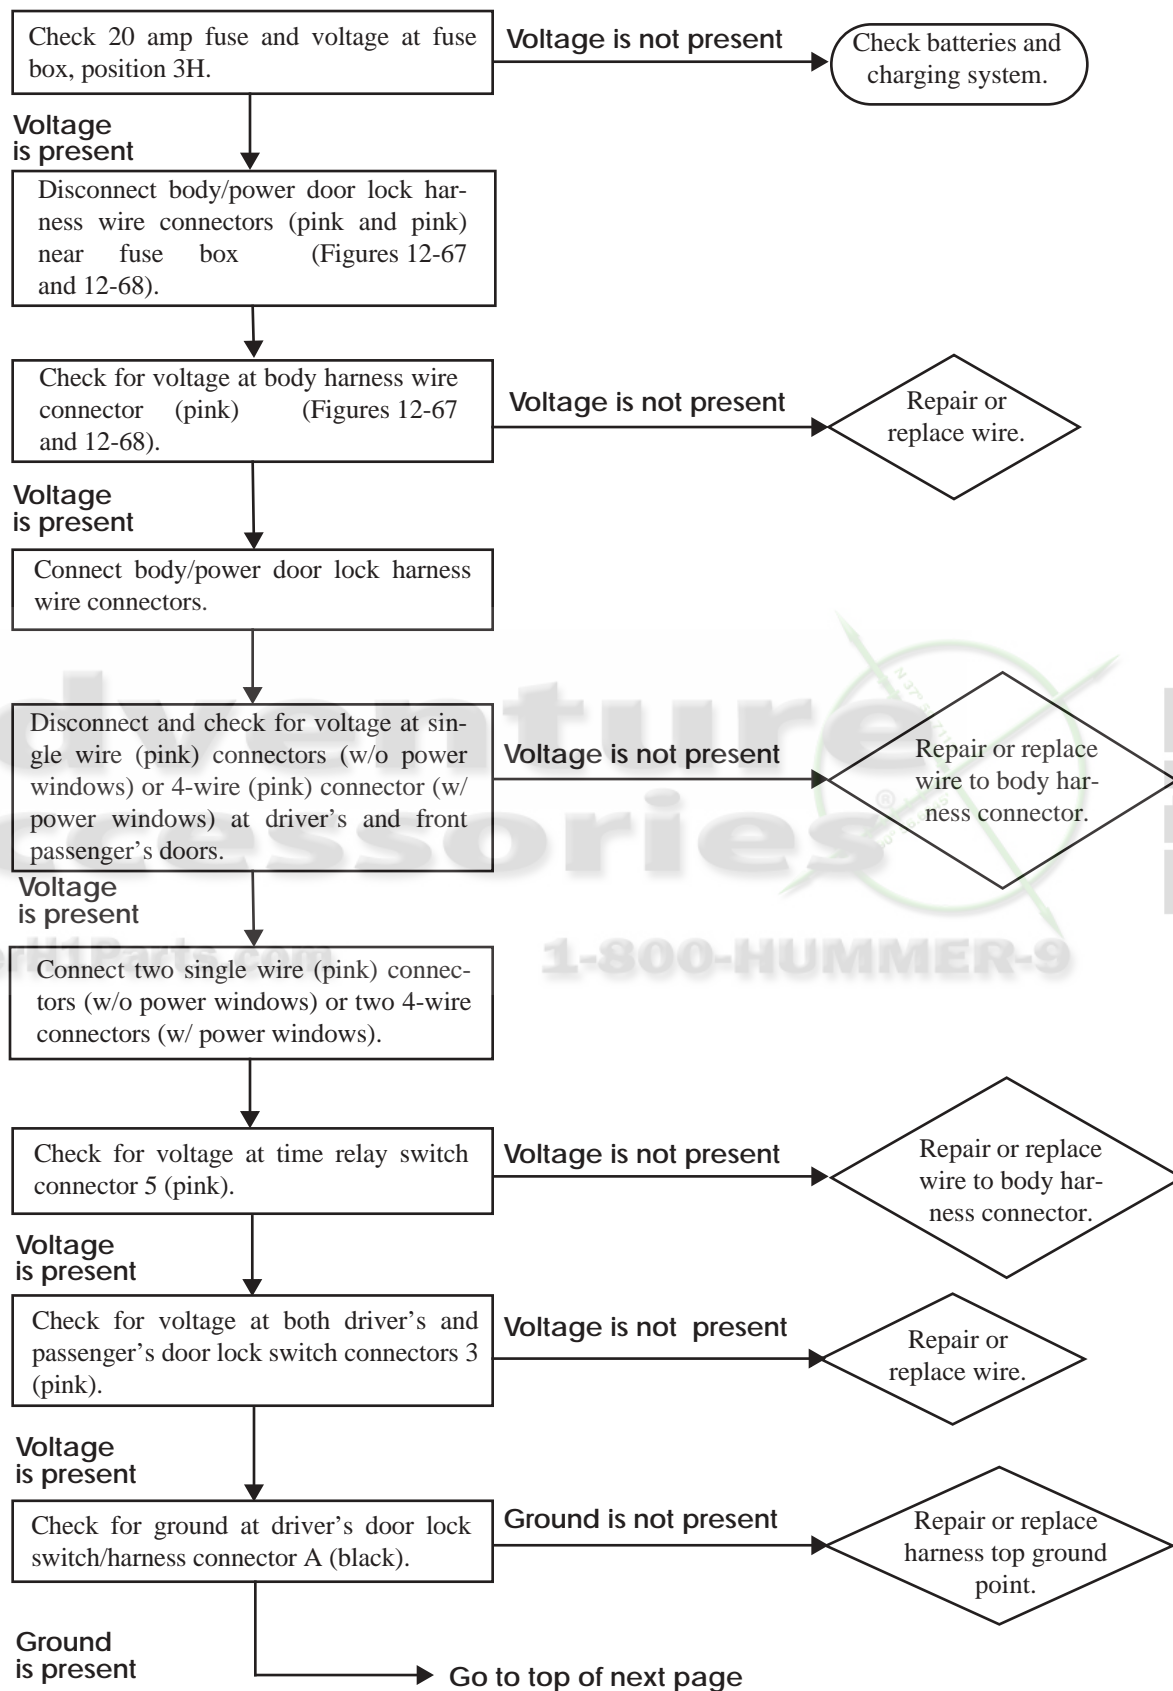 Check 20 amp fuse and voltage at fuse
box, position 3H.
Voltage is not present
Check batteries and
charging system.
Voltage
is present
Disconnect body/power door lock har-
ness wire connectors (pink and pink)
near fuse box (Figures 12-67
and 12-68).
Check for voltage at body harness wire
connector (pink) (Figures 12-67
and 12-68).
Voltage is not present
Repair or
replace wire.
Voltage
is present
Connect body/power door lock harness
wire connectors.
Disconnect and check for voltage at sin-
gle wire (pink) connectors (w/o power
windows) or 4-wire (pink) connector (w/
power windows) at driver's and front
passenger's doors.
Voltage is not present
Repair or replace
wire to body har-
ness connector.
dventure
ccessories
Voltage
is present
erH1Parts.com
1-800-HUMMER-9
Connect two single wire (pink) connec-
tors (w/o power windows) or two 4-wire
connectors (w/ power windows).
Check for voltage at time relay switch
connector 5 (pink).
Voltage is not present
Repair or replace
wire to body har-
ness connector.
Voltage
is present
Check for voltage at both driver's and
passenger's door lock switch connectors 3
(pink).
Voltage is not present
Repair or
replace wire.
Voltage
is present
Check for ground at driver's door lock
switch/harness connector A (black).
Ground is not present
Repair or replace
harness top ground
point.
Ground
is present
Go to top of next page